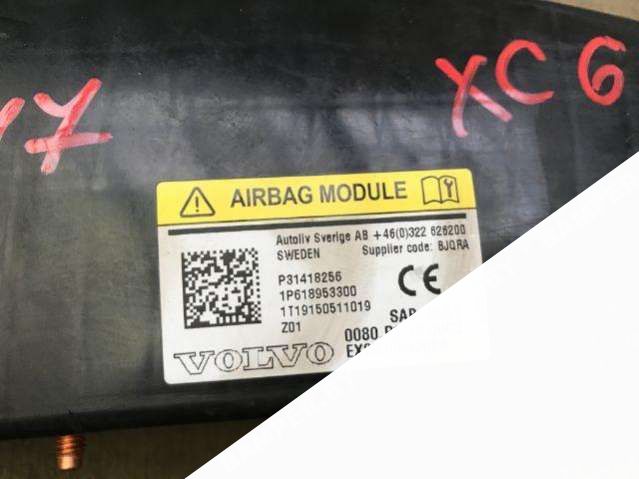 17
XC 6
AIRBAG MODULE
Autoliv Sverige AB +46(0)322 626200
SWEDEN Supplier code: BJQRA
P31418256
1P618953300
1T19150511019
Z01
CE
0080
VOLVO